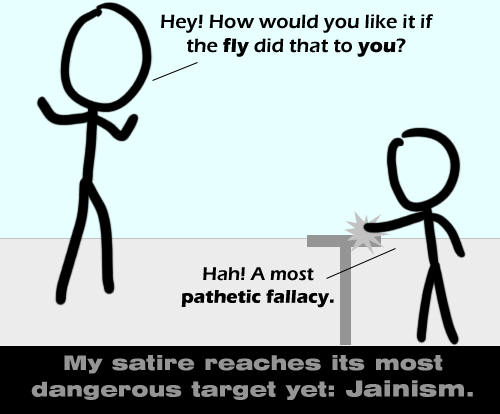 Hey! How would you like it if
the fly did that to you?
Hah! A most
pathetic fallacy.
My satire reaches its most
dangerous target yet: Jainism.